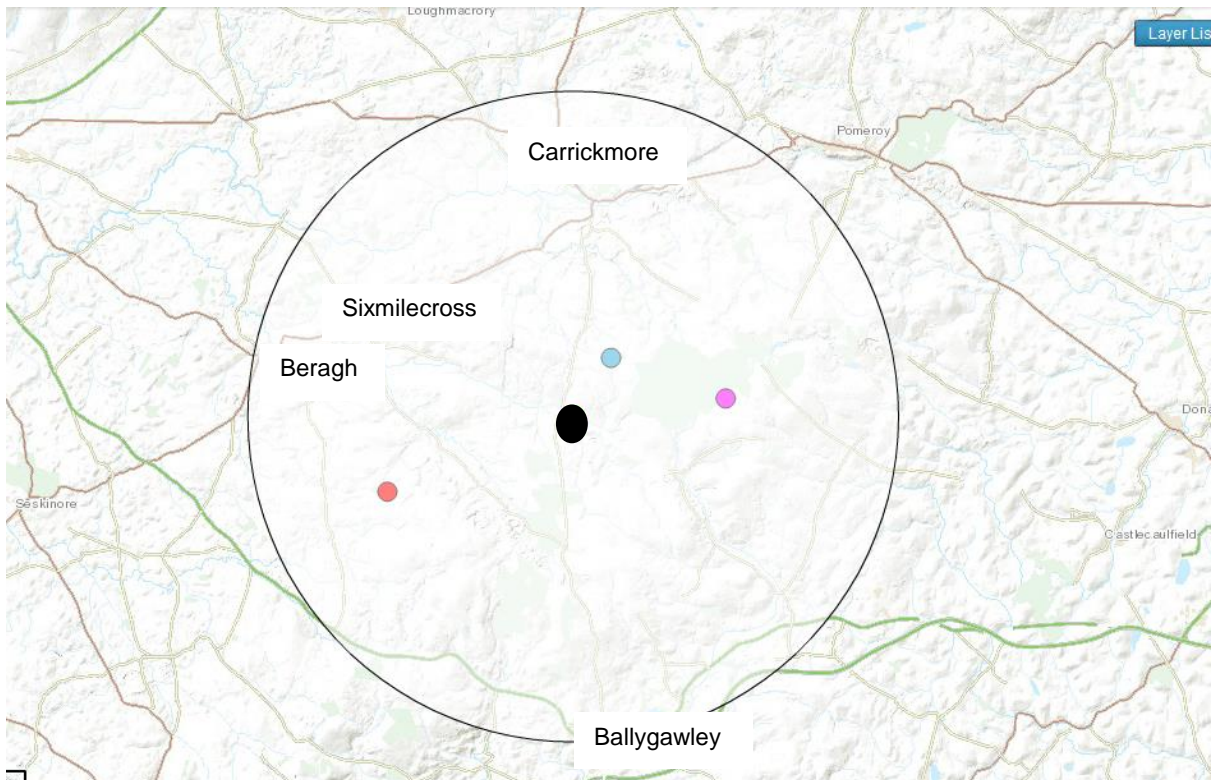 Loughmacrory
Layer Lis
Pomeroy
Carrickmore
Sixmilecross
Beragh
Dona
Seskinore
Castlecaulfield
Ballygawley